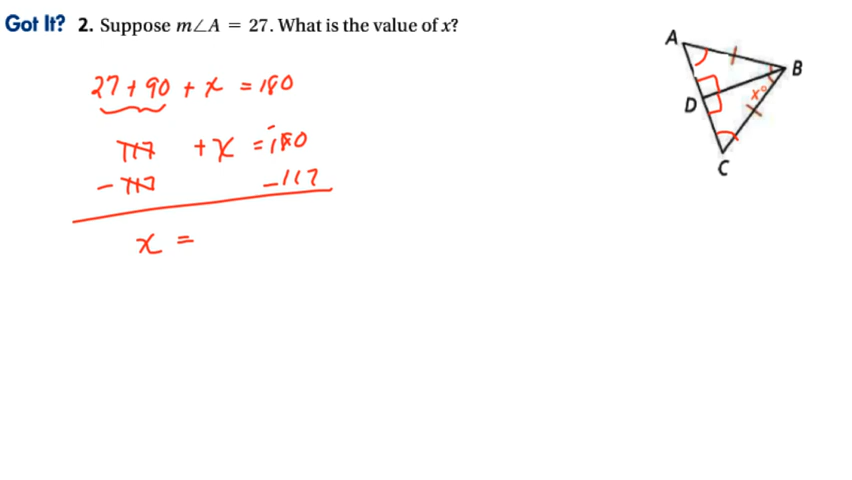 Got It? 2. Suppose m∠A = 27. What is the value of x?
27 + 90 + x = 180
117 + x = 180
- 117 - 117
x =
A
B
x°
D
C